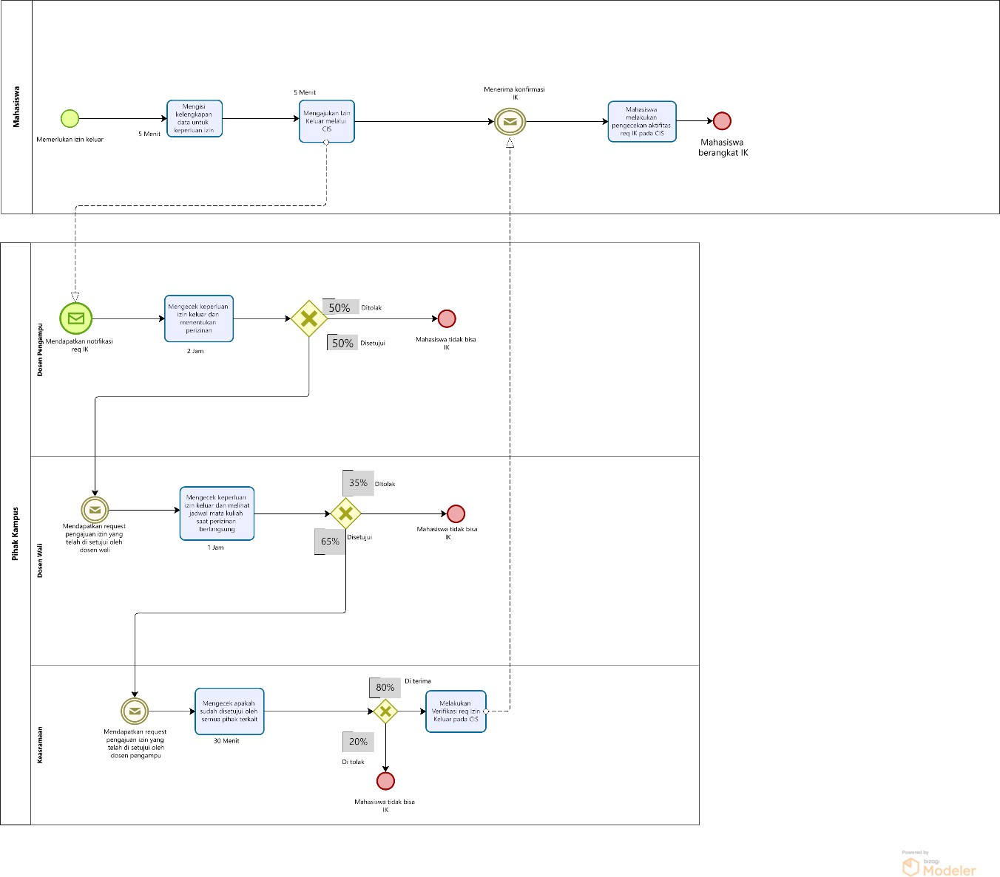 Mahasiswa
Memerlukan izin keluar
Mengisi
kelengkapan
data untuk
keperluan izin
5 Menit
5 Menit
Mengajukan Izin
Keluar melalui
CIS
Menerima konfirmasi
IK
Mahasiswa
melakukan
pengecekan aktifitas
req IK pada CIS
Mahasiswa
berangkat IK
Pihak Kampus
Dosen Pengampu
Mendapatkan notifikasi
req IK
Mengecek keperluan
izin keluar dan
menentukan
perizinan
2 Jam
50%
Ditolak
50%
Disetujui
Mahasiswa tidak bisa
IK
Dosen Wali
Mendapatkan request
pengajuan izin yang
telah di setujui oleh
dosen wali
Mengecek keperluan
izin keluar dan melihat
jadwal mata kuliah
saat perizinan
berlangsung
1 Jam
35%
DItolak
65%
Disetujui
Mahasiswa tidak bisa
IK
Keasramaan
Mendapatkan request
pengajuan izin yang
telah di setujui oleh
dosen pengampu
Mengecek apakah
sudah disetujui oleh
semua pihak terkait
30 Menit
80%
Di terima
20%
Di tolak
Melakukan
Verifikasi req Izin
Keluar pada CIS
Mahasiswa tidak bisa
IK
Powered by
bizagi
Modeler